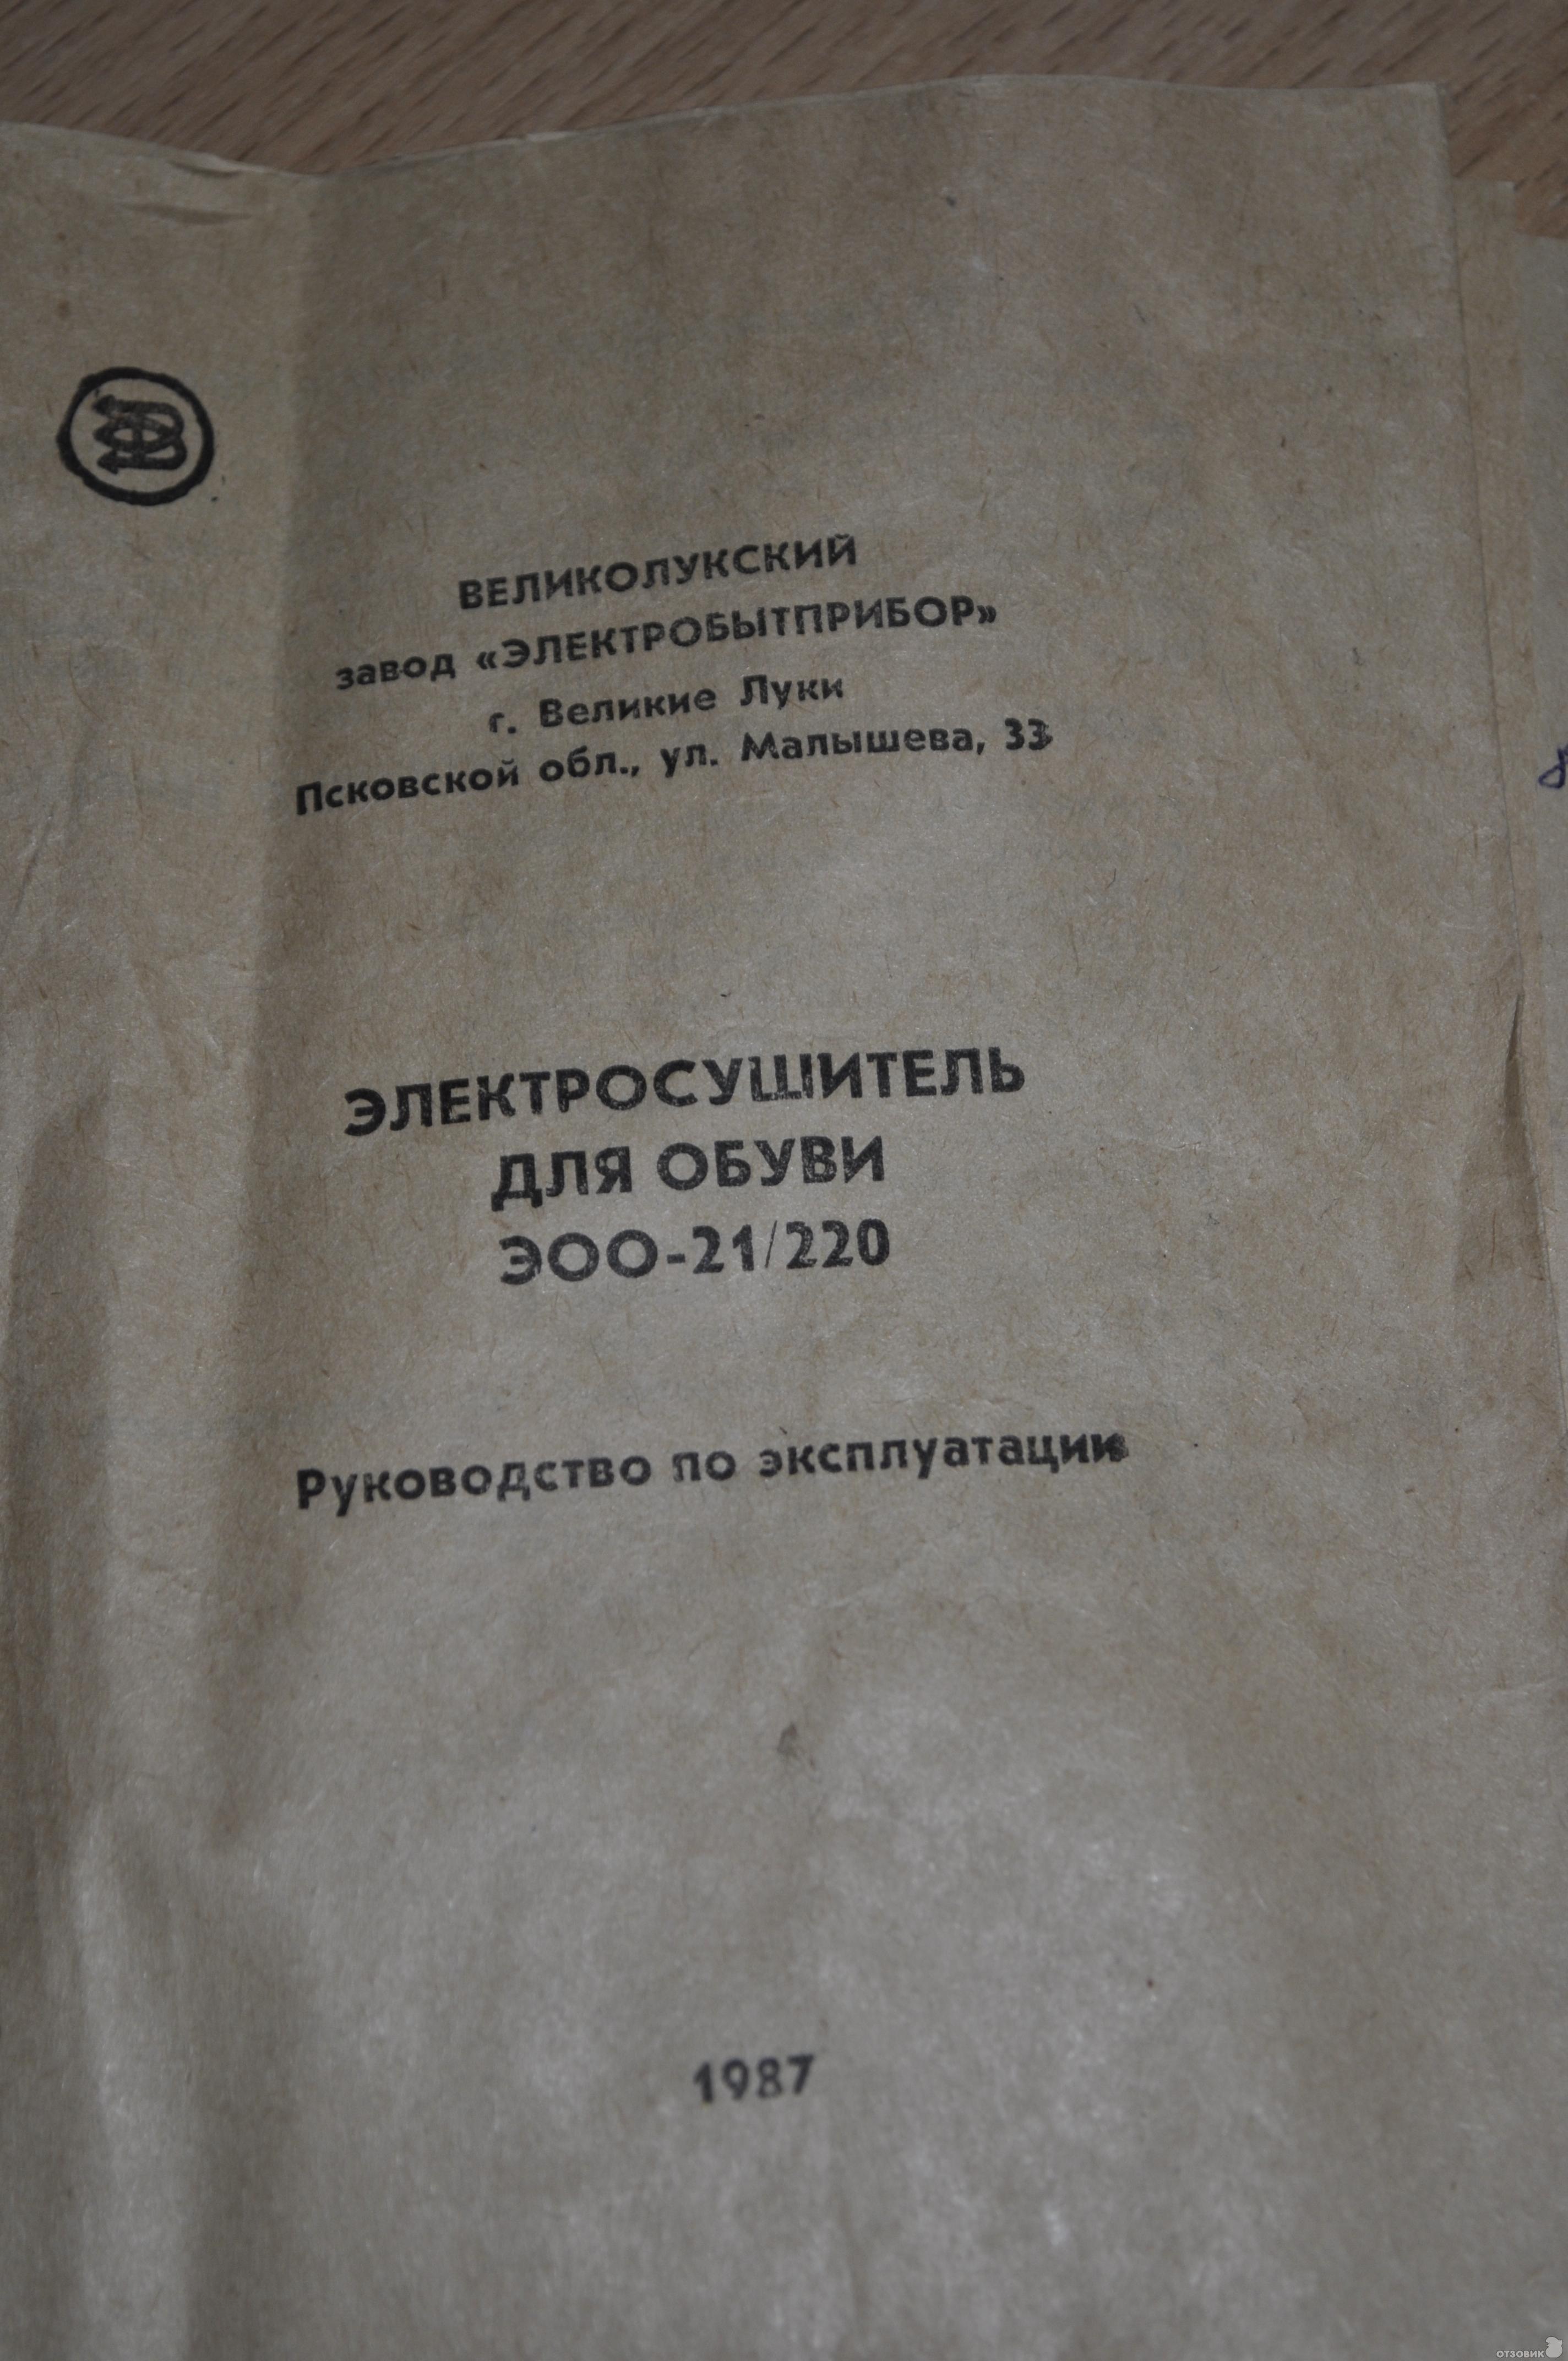 ВЕЛИКОЛУКСКИЙ
завод «ЭЛЕКТРОБЫТПРИБОР»
г. Великие Луки
Псковской обл., ул. Малышева, 33
ЭЛЕКТРОСУШИТЕЛЬ
ДЛЯ ОБУВИ
ЭОО-21/220
Руководство по эксплуатации
1987
ОТЗОВИК